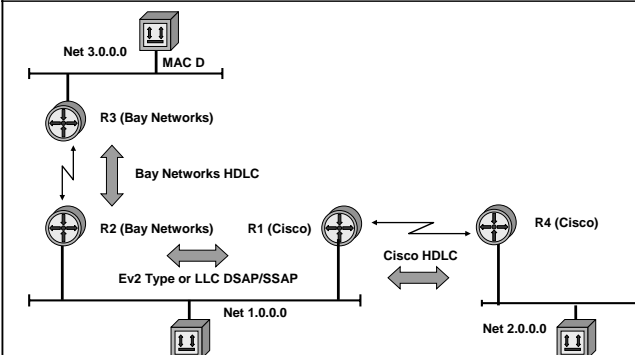 Net 3.0.0.0
MAC D
R3 (Bay Networks)
Bay Networks HDLC
R2 (Bay Networks)
R1 (Cisco)
R4 (Cisco)
Cisco HDLC
Ev2 Type or LLC DSAP/SSAP
Net 1.0.0.0
Net 2.0.0.0